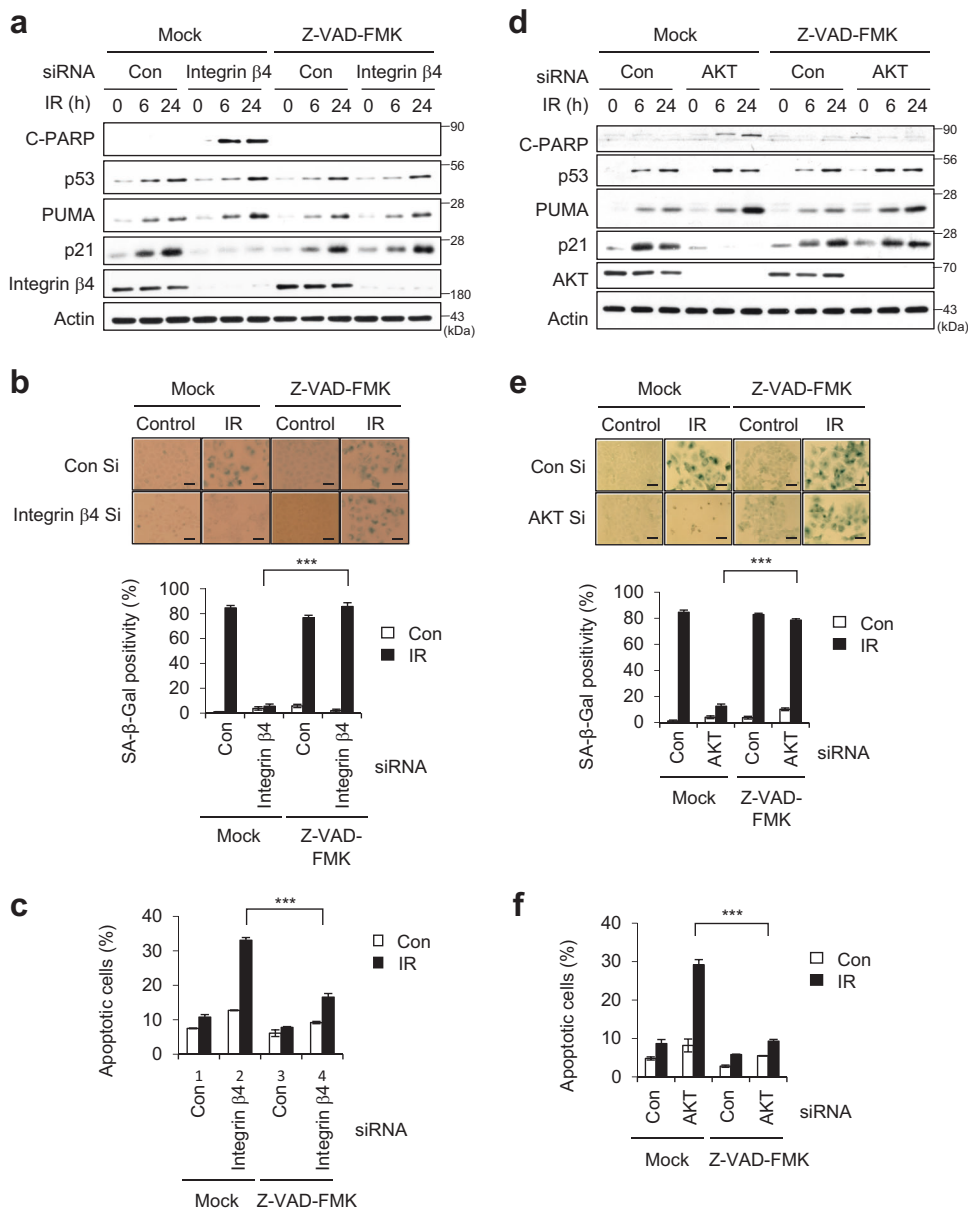 a
Mock Z-VAD-FMK
siRNA Con Integrin β4 Con Integrin β4
IR (h) 0 6 24 0 6 24 0 6 24 0 6 24
C-PARP 90
p53 56
PUMA 28
p21 28
Integrin β4 180
Actin 43
(kDa)
d
Mock Z-VAD-FMK
siRNA Con AKT Con AKT
IR (h) 0 6 24 0 6 24 0 6 24 0 6 24
C-PARP 90
p53 56
PUMA 28
p21 28
AKT 70
Actin 43
(kDa)
b
Mock Z-VAD-FMK
Control IR Control IR
Con Si
Integrin β4 Si
***
SA-β-Gal positivity (%)
100
80
60
40
20
0
Con
IR
Con Integrin β4 Con Integrin β4
siRNA
Mock Z-VAD-
FMK
e
Mock Z-VAD-FMK
Control IR Control IR
Con Si
AKT Si
***
SA-β-Gal positivity (%)
100
80
60
40
20
0
Con
IR
Con AKT Con AKT
siRNA
Mock Z-VAD-
FMK
c
***
Apoptotic cells (%)
40
30
20
10
0
Con
IR
1 2 3 4
Con Integrin β4 Con Integrin β4
siRNA
Mock Z-VAD-FMK
f
***
Apoptotic cells (%)
40
30
20
10
0
Con
IR
Con AKT Con AKT
siRNA
Mock Z-VAD-FMK